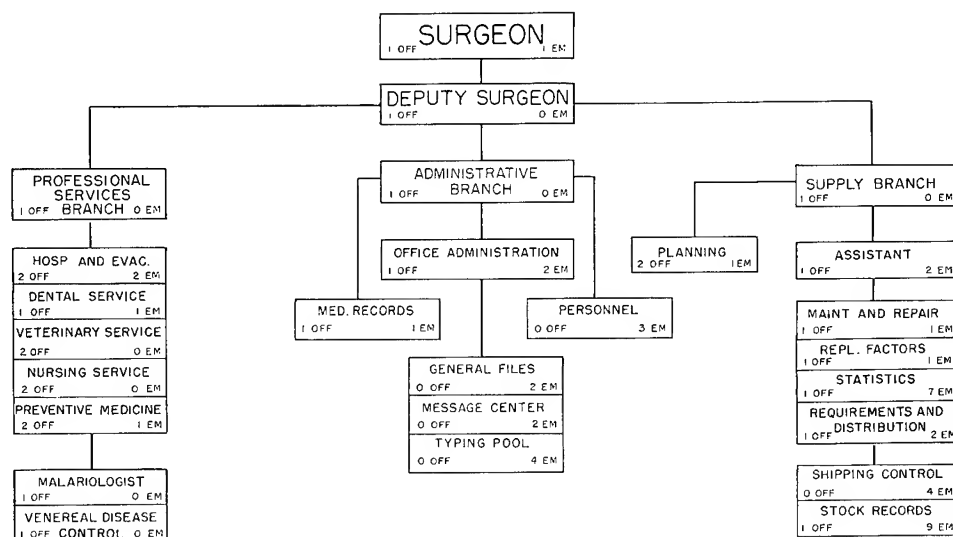 SURGEON
1 OFF 1 EM
DEPUTY SURGEON
1 OFF 0 EM
PROFESSIONAL
SERVICES
BRANCH
1 OFF 0 EM
HOSP AND EVAC.
2 OFF 2 EM
DENTAL SERVICE
1 OFF 1 EM
VETERINARY SERVICE
2 OFF 0 EM
NURSING SERVICE
2 OFF 0 EM
PREVENTIVE MEDICINE
2 OFF 1 EM
MALARIOLOGIST
1 OFF 0 EM
VENEREAL DISEASE
CONTROL
1 OFF 0 EM
ADMINISTRATIVE
BRANCH
1 OFF 0 EM
OFFICE ADMINISTRATION
1 OFF 2 EM
MED. RECORDS
1 OFF 1 EM
PERSONNEL
0 OFF 3 EM
GENERAL FILES
0 OFF 2 EM
MESSAGE CENTER
0 OFF 2 EM
TYPING POOL
0 OFF 4 EM
SUPPLY BRANCH
1 OFF 0 EM
PLANNING
2 OFF 1 EM
ASSISTANT
1 OFF 2 EM
MAINT AND REPAIR
1 OFF 1 EM
REPL. FACTORS
1 OFF 1 EM
STATISTICS
1 OFF 7 EM
REQUIREMENTS AND
DISTRIBUTION
1 OFF 2 EM
SHIPPING CONTROL
0 OFF 4 EM
STOCK RECORDS
1 OFF 9 EM